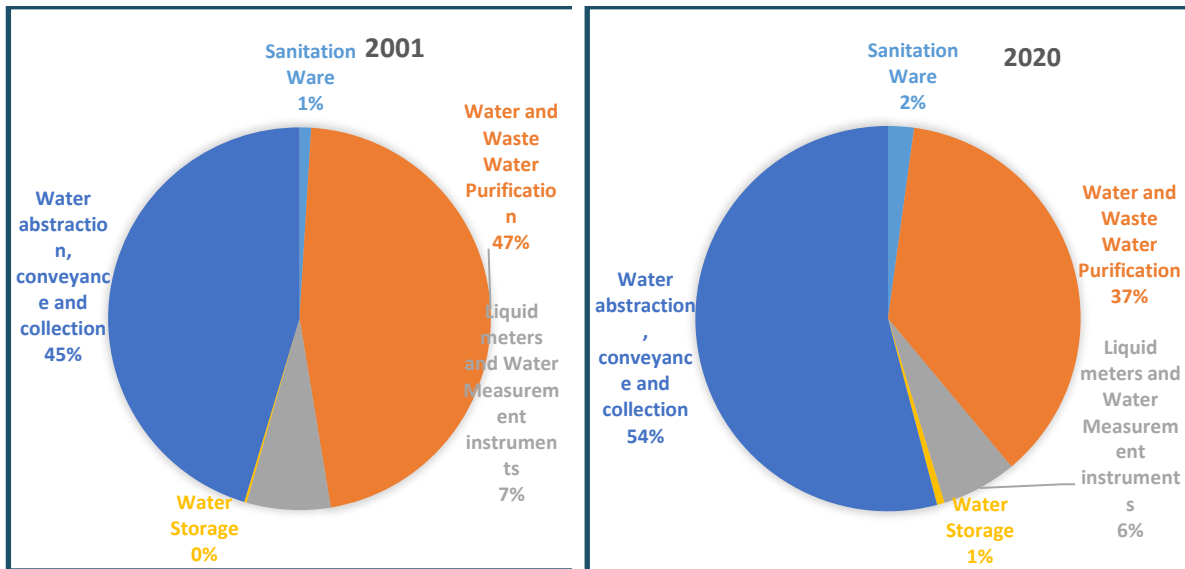 2001
Sanitation
Ware
1%
Water and
Waste
Water
Purificatio
n
47%
Liquid
meters
and Water
Measurem
ent
instrumen
ts
7%
Water
Storage
0%
Water
abstractio
n,
conveyanc
e and
collection
45%
2020
Sanitation
Ware
2%
Water and
Waste
Water
Purification
37%
Liquid
meters and
Water
Measurem
ent
instrument
s
6%
Water
Storage
1%
Water
abstraction
,
conveyanc
e and
collection
54%